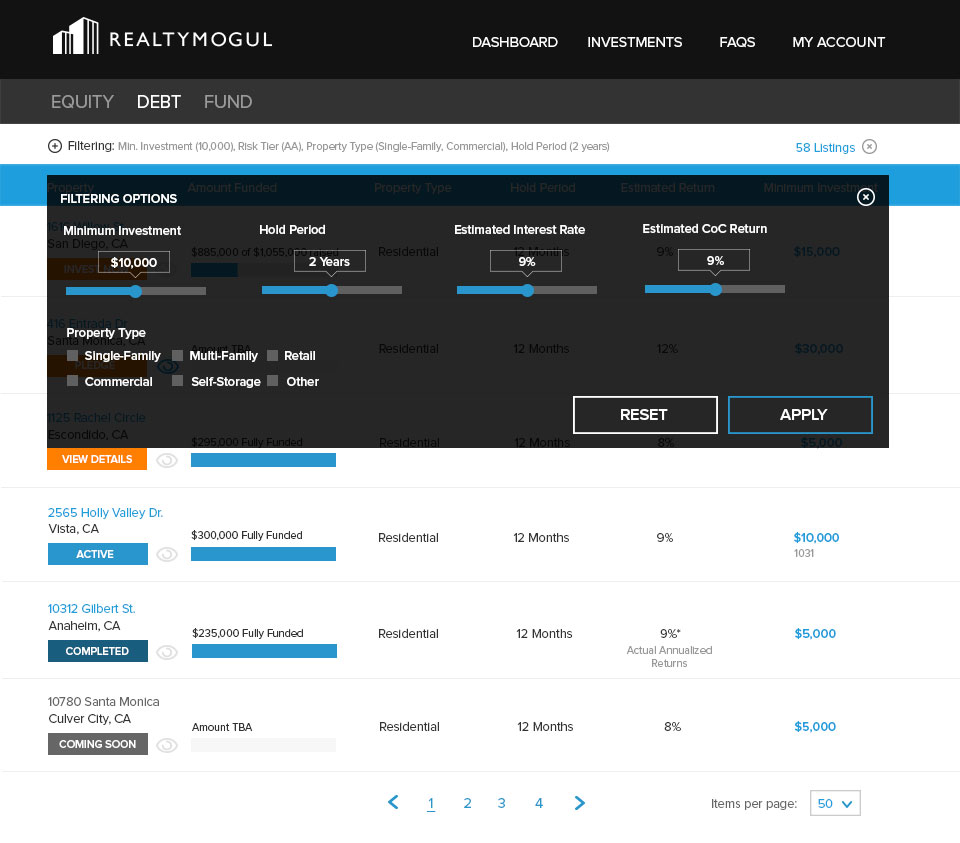 REALTYMOGUL
DASHBOARD INVESTMENTS FAQS MY ACCOUNT
EQUITY DEBT FUND
Filtering: Min. Investment (10,000), Risk Tier (AA), Property Type (Single-Family, Commercial), Hold Period (2 years)
58 Listings
Property Amount Funded Property Type Hold Period Estimated Return Minimum Investment
FILTERING OPTIONS
Minimum Investment Hold Period Estimated Interest Rate Estimated CoC Return
San Diego, CA
$885,000 of $1,055,000 raised Residential 12 Months 9% $15,000
$10,000 2 Years 9% 9%
416 Entrada Dr.
Property Type
Santa Monica, CA
Amount TBA Residential 12 Months 12% $30,000
Single-Family Multi-Family Retail
PLEDGE
Commercial Self-Storage Other
RESET APPLY
1125 Rachel Circle
Escondido, CA
$295,000 Fully Funded Residential 12 Months 8% $5,000
VIEW DETAILS
2565 Holly Valley Dr.
Vista, CA
$300,000 Fully Funded Residential 12 Months 9% $10,000
1031
ACTIVE
10312 Gilbert St.
Anaheim, CA
$235,000 Fully Funded Residential 12 Months 9%* $5,000
Actual Annualized
Returns
COMPLETED
10780 Santa Monica
Culver City, CA
Amount TBA Residential 12 Months 8% $5,000
COMING SOON
1 2 3 4
Items per page: 50